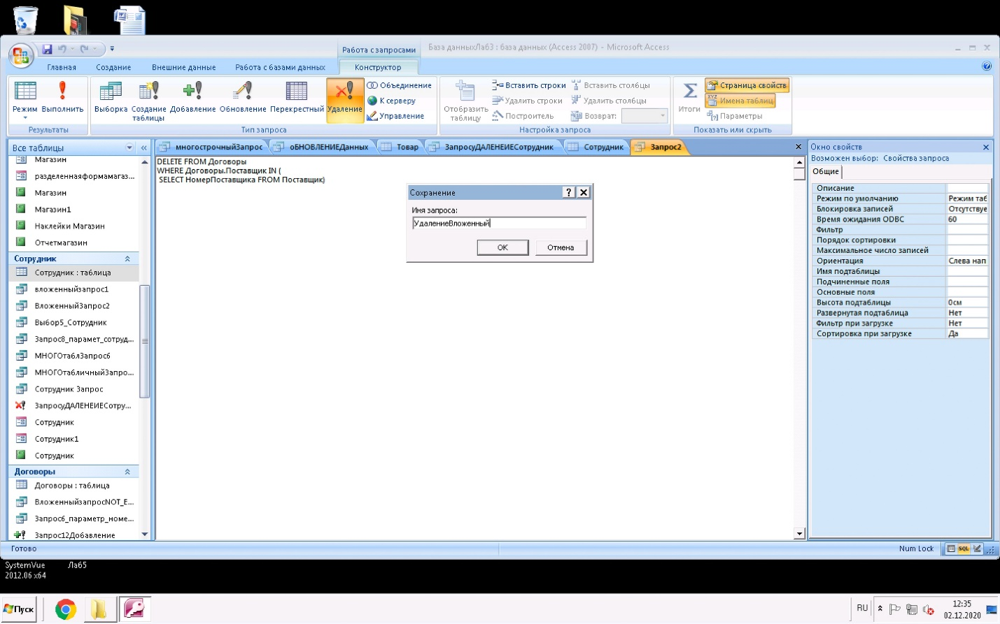 Работа с запросами
База данныхЛаб3 : база данных (Access 2007) - Microsoft Access
Главная
Создание
Внешние данные
Работа с базами данных
Конструктор
Режим
Выполнить
Результаты
Выборка
Создание таблицы
Добавление
Обновление
Перекрестный
Удаление
Объединение
К серверу
Управление
Тип запроса
Отобразить таблицу
Вставить строки
Удалить строки
Построитель
Вставить столбцы
Удалить столбцы
Возврат:
Настройка запроса
Итоги
Страница свойств
Имена таблиц
Параметры
Показать или скрыть
Все таблицы
Магазин
разделеннаяформамагаз...
Магазин
Магазин1
Наклейки Магазин
Отчетмагазин
Сотрудник
Сотрудник : таблица
вложенныйзапрос1
ВложенныйЗапрос2
Выбор5_Сотрудник
Запрос8_парамет_сотруд...
МНОГОтаблЗапрос6
МНОГОтабличныйЗапро...
Сотрудник Запрос
ЗапросуДАЛЕНЕИЕСотру...
Сотрудник
Сотрудник1
Сотрудник
Договоры
Договоры : таблица
ВложенныйзапросNOT_E...
Запрос6_параметр_номе...
Запрос12Добавление
многострочныйЗапрос
оБНОВЛЕНИЕДанных
Товар
ЗапросуДАЛЕНЕИЕСотрудник
Сотрудник
Запрос2
DELETE FROM Договоры
WHERE Договоры.Поставщик IN (
SELECT НомерПоставщика FROM Поставщик)
Сохранение
Имя запроса:
УдалениеВложенный
ОК
Отмена
Окно свойств
Возможен выбор: Свойства запроса
Общие
Описание
Режим по умолчанию Режим таб
Блокировка записей Отсутствуе
Время ожидания ODBC 60
Фильтр
Порядок сортировки
Максимальное число записей
Ориентация Слева нап
Имя подтаблицы
Подчиненные поля
Основные поля
Высота подтаблицы 0см
Развернутая подтаблица Нет
Фильтр при загрузке Нет
Сортировка при загрузке Да
Готово
Num Lock
SQL
SystemVue
2012.06 x64
Лаб5
Пуск
RU
12:35
02.12.2020